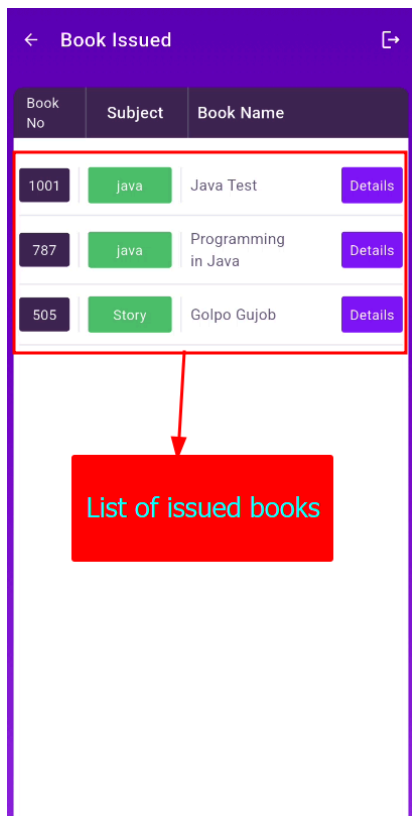 Book Issued
Book
No
Subject
Book Name
1001
java
Java Test
Details
787
java
Programming
in Java
Details
505
Story
Golpo Gujob
Details
List of issued books